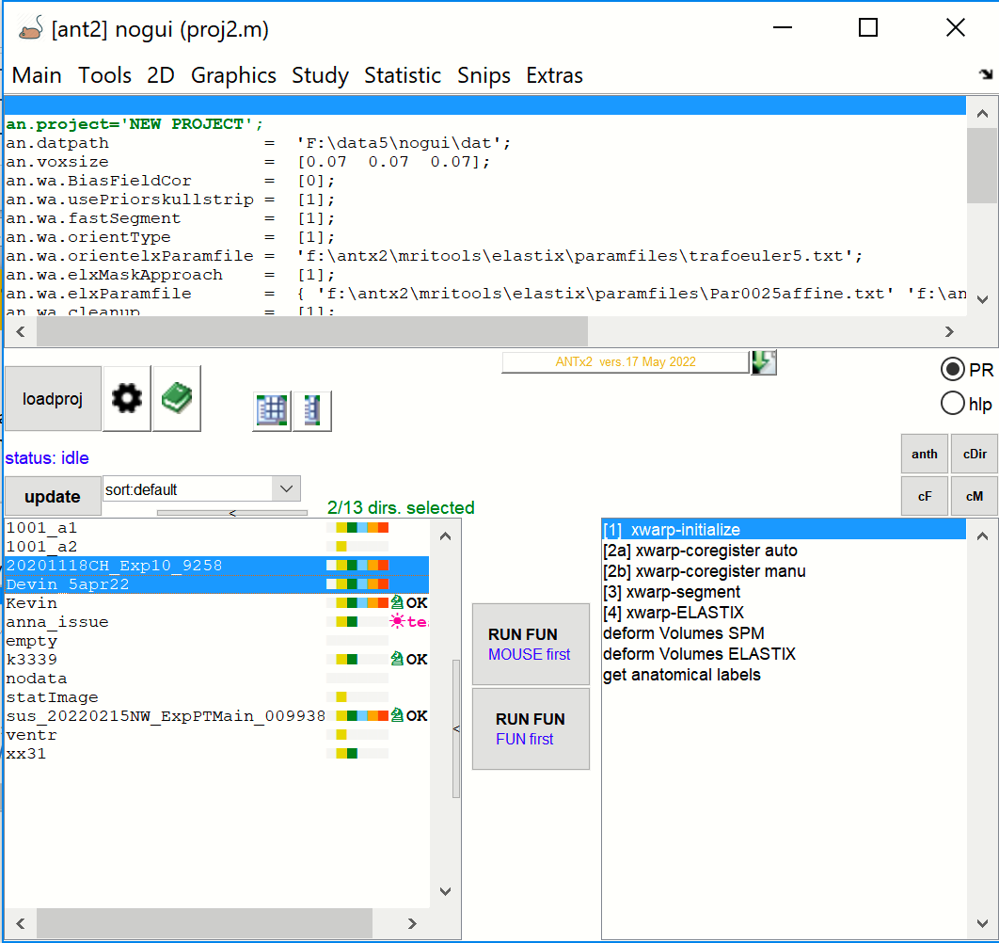 [ant2] nogui (proj2.m)
Main Tools 2D Graphics Study Statistic Snips Extras
an.project='NEW PROJECT';
an.datpath = 'F:\data5\nogui\dat';
an.voxsize = [0.07 0.07 0.07];
an.wa.BiasFieldCor = [0];
an.wa.usePriorskullstrip = [1];
an.wa.fastSegment = [1];
an.wa.orientType = [1];
an.wa.orientelxParamfile = 'f:\antx2\mritools\elastix\paramfiles\trafoeuler5.txt';
an.wa.elxMaskApproach = [1];
an.wa.elxParamfile = { 'f:\antx2\mritools\elastix\paramfiles\Par0025affine.txt' 'f:\an
an.wa.cleanup = [1];
ANTx2 vers.17 May 2022
PR
loadproj
hlp
status: idle
anth cDir
update
sort:default
cF cM
2/13 dirs. selected
<
1001_a1
1001_a2
20201118CH_Exp10_9258
Devin_5apr22
Kevin OK
anna_issue te
empty
k3339 OK
nodata
statImage
sus_20220215NW_ExpPTMain_009938 OK
ventr
xx31
<
RUN FUN
MOUSE first
RUN FUN
FUN first
[1] xwarp-initialize
[2a] xwarp-coregister auto
[2b] xwarp-coregister manu
[3] xwarp-segment
[4] xwarp-ELASTIX
deform Volumes SPM
deform Volumes ELASTIX
get anatomical labels